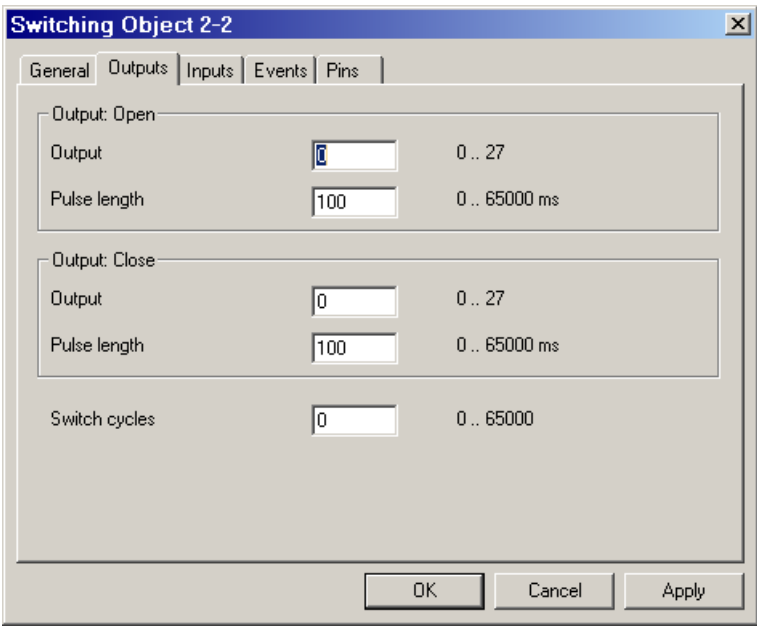 Switching Object 2-2
General Outputs Inputs Events Pins
Output: Open
Output 0 0 .. 27
Pulse length 100 0 .. 65000 ms
Output: Close
Output 0 0 .. 27
Pulse length 100 0 .. 65000 ms
Switch cycles 0 0 .. 65000
OK Cancel Apply